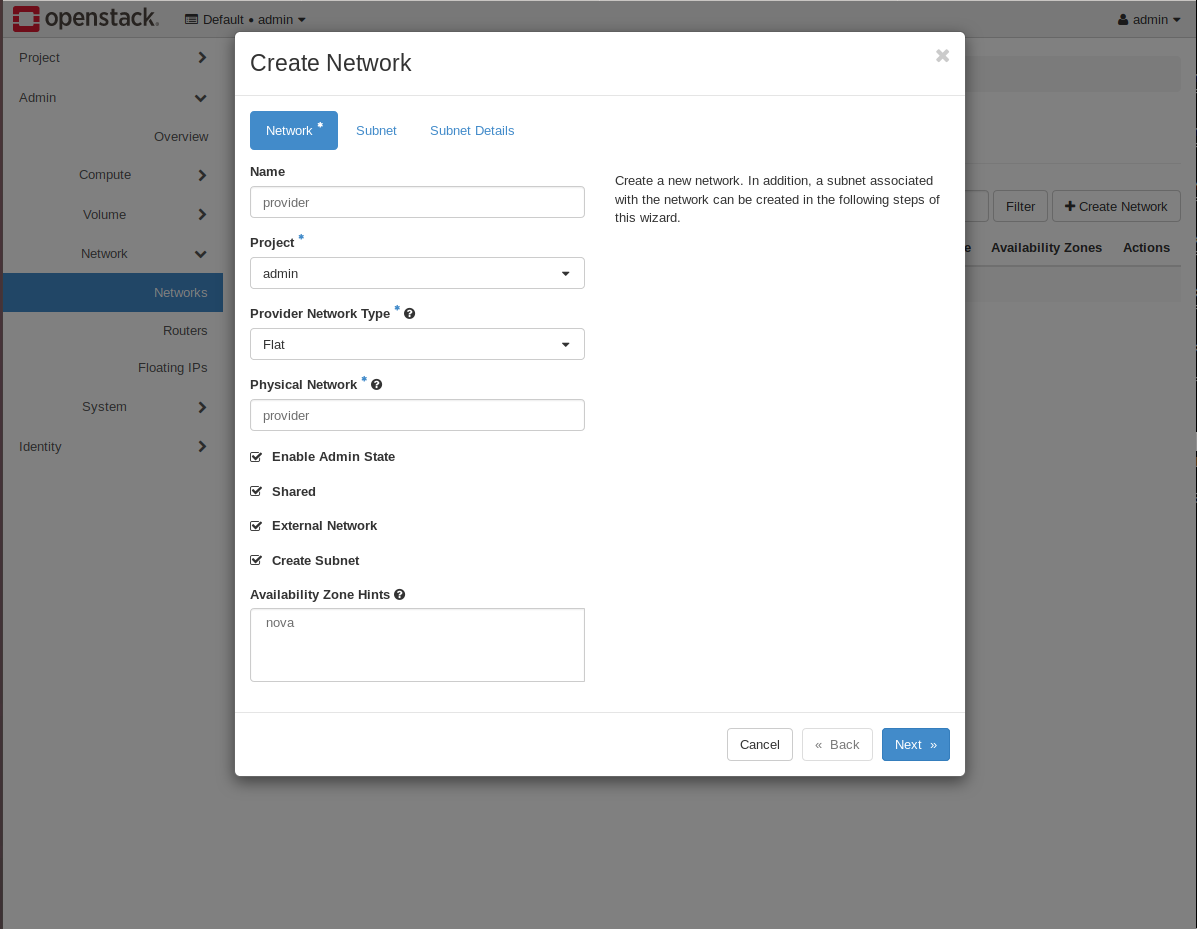 openstack.
Default • admin
admin
Project
Admin
Overview
Compute
Volume
Network
Networks
Routers
Floating IPs
System
Identity
Create Network
×
Network *
Subnet
Subnet Details
Name
provider
Project *
admin
Provider Network Type *
Flat
Physical Network *
provider
Enable Admin State
Shared
External Network
Create Subnet
Availability Zone Hints
nova
Create a new network. In addition, a subnet associated
with the network can be created in the following steps of
this wizard.
Cancel
« Back
Next »
Filter
+ Create Network
e Availability Zones Actions